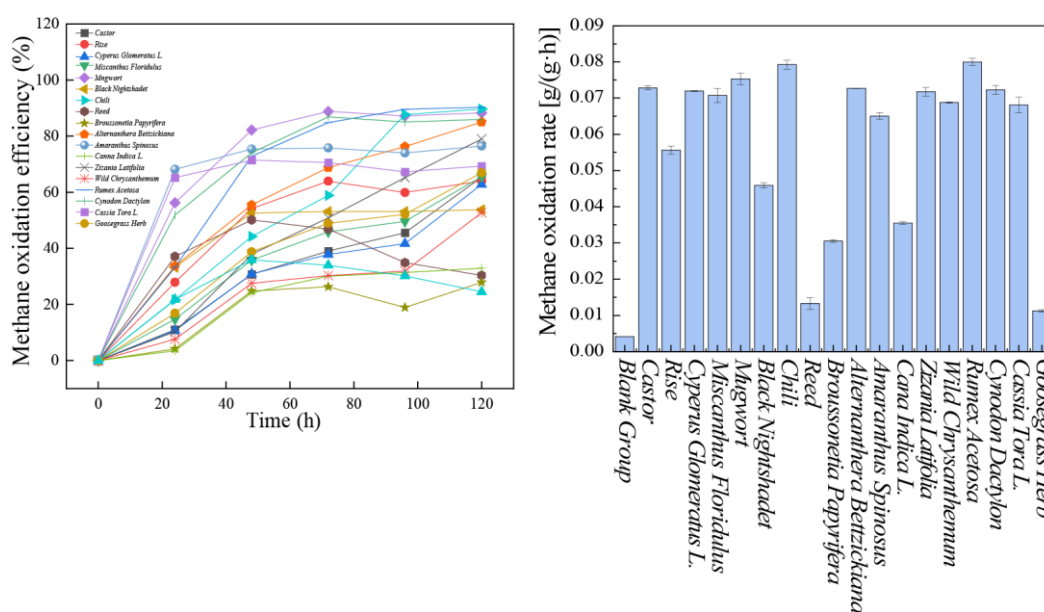 Methane oxidation efficiency (%)
120
100
80
60
40
20
0
0 20 40 60 80 100 120
Time (h)
Castor
Rise
Cyperus Glomeratus L.
Miscanthus Floridulus
Mngwort
Black Nightshadet
Chili
Reed
Broussonetia Papyrifera
Alternanthera Bettzickiana
Amaranthus Spinosus
Canna Indica L.
Zizania Latifolia
Wild Chrysanthemum
Rumex Acetosa
Cynodon Dactylon
Cassia Tora L.
Goosegrass Herb
Methane oxidation rate [g/(g·h)]
0.09
0.08
0.07
0.06
0.05
0.04
0.03
0.02
0.01
0.00
Blank Group
Castor
Rise
Cyperus Glomeratus L.
Miscanthus Floridulus
Mugwort
Black Nightshadet
Chili
Reed
Broussonetia Papyrifera
Alternanthera Bettzickiana
Amaranthus Spinosus
Cana Indica L.
Zizania Latifolia
Wild Chrysanthemum
Rumex Acetosa
Cynodon Dactylon
Cassia Tora L.
Goosegrass Herb